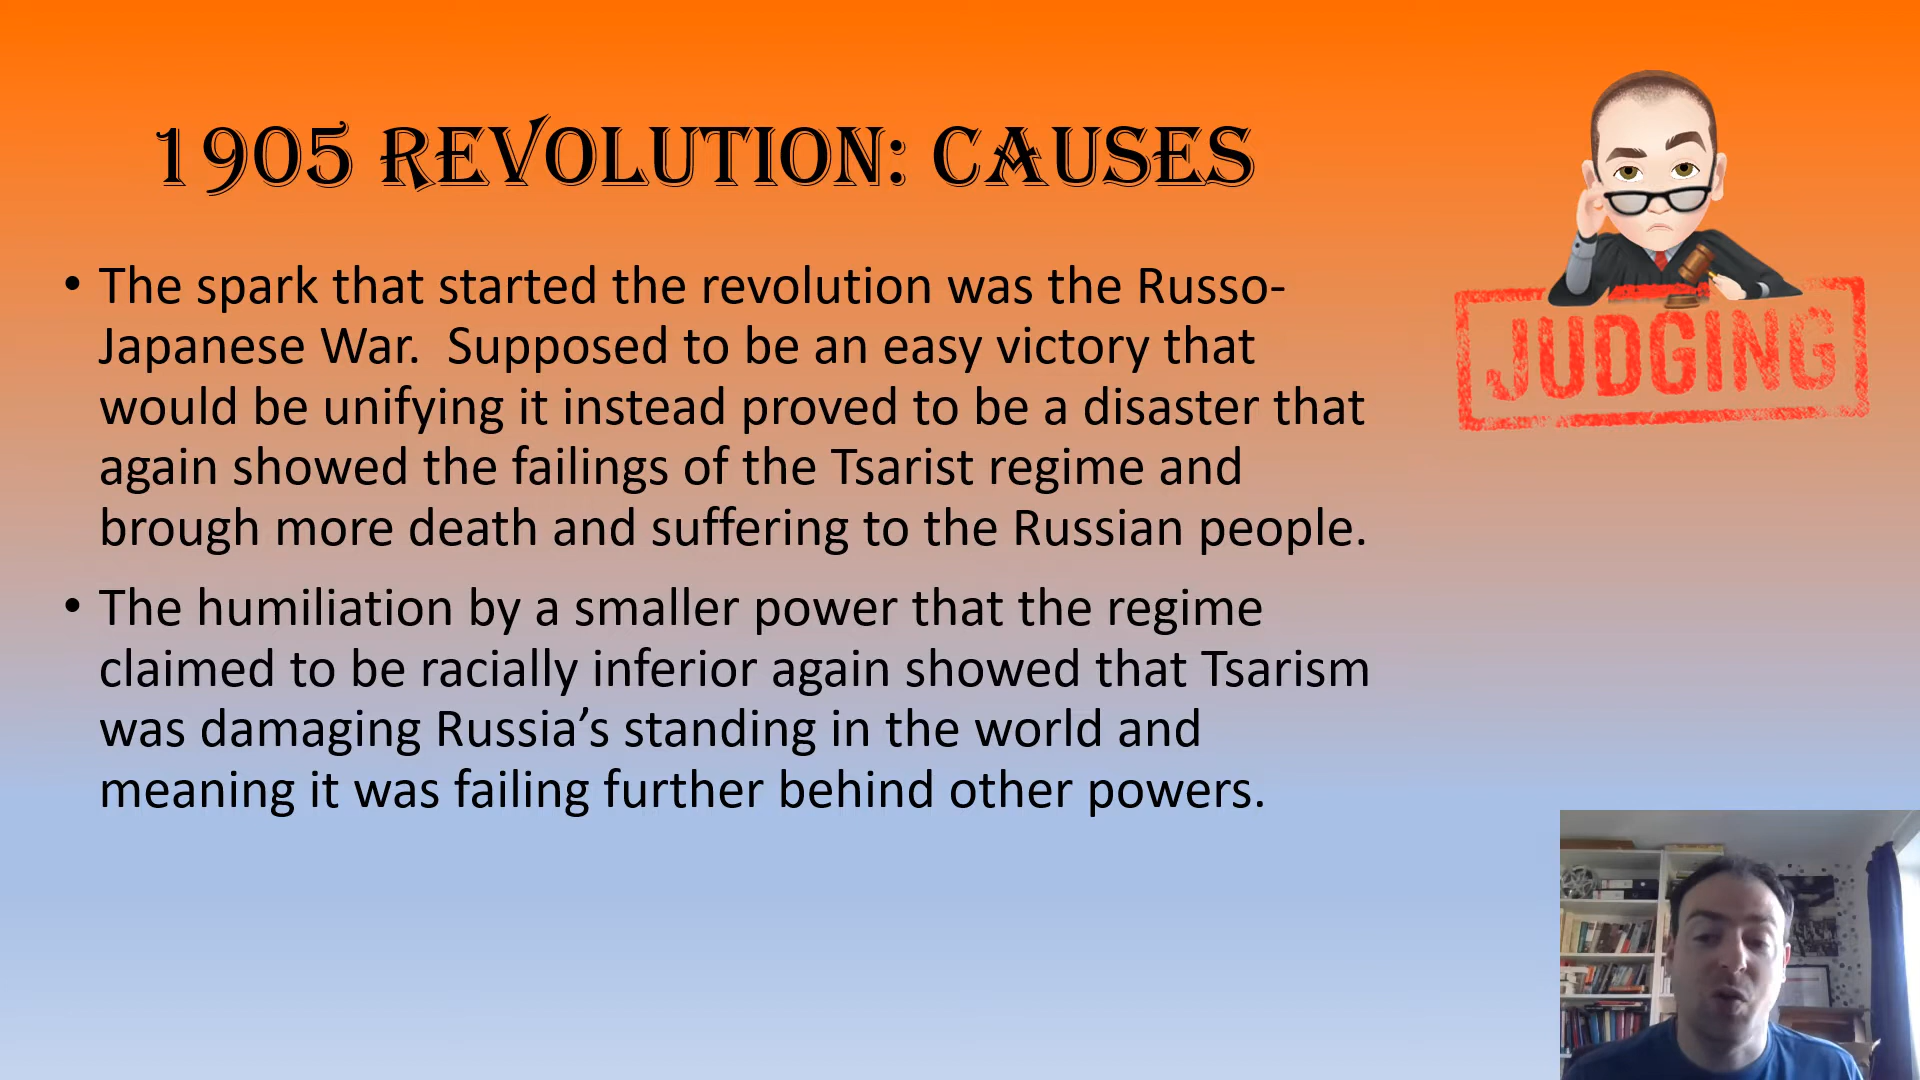 1905 REVOLUTION: CAUSES
• The spark that started the revolution was the Russo-
Japanese War.  Supposed to be an easy victory that
would be unifying it instead proved to be a disaster that
again showed the failings of the Tsarist regime and
brough more death and suffering to the Russian people.
• The humiliation by a smaller power that the regime
claimed to be racially inferior again showed that Tsarism
was damaging Russia’s standing in the world and
meaning it was failing further behind other powers.
JUDGING